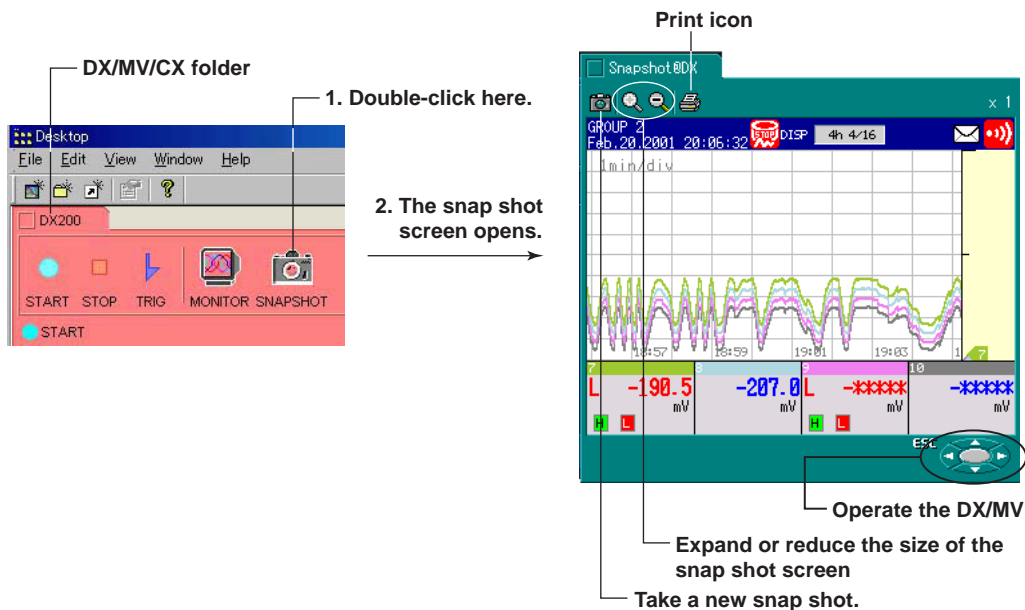 Print icon
DX/MV/CX folder
1. Double-click here.
Desktop
File Edit View Window Help
DX200
START STOP TRIG MONITOR SNAPSHOT
START
2. The snap shot
screen opens.
Snapshot@DX
x 1
GROUP 2
Feb.20.2001 20:06:32 STOP DISP 4h 4/16
1min/div
18:57 18:59 19:01 19:03 1 7
7 8 9 10
L -190.5 -207.0 L -***** -*****
mV mV mV mV
H L H L
ESC
Operate the DX/MV
Expand or reduce the size of the
snap shot screen
Take a new snap shot.